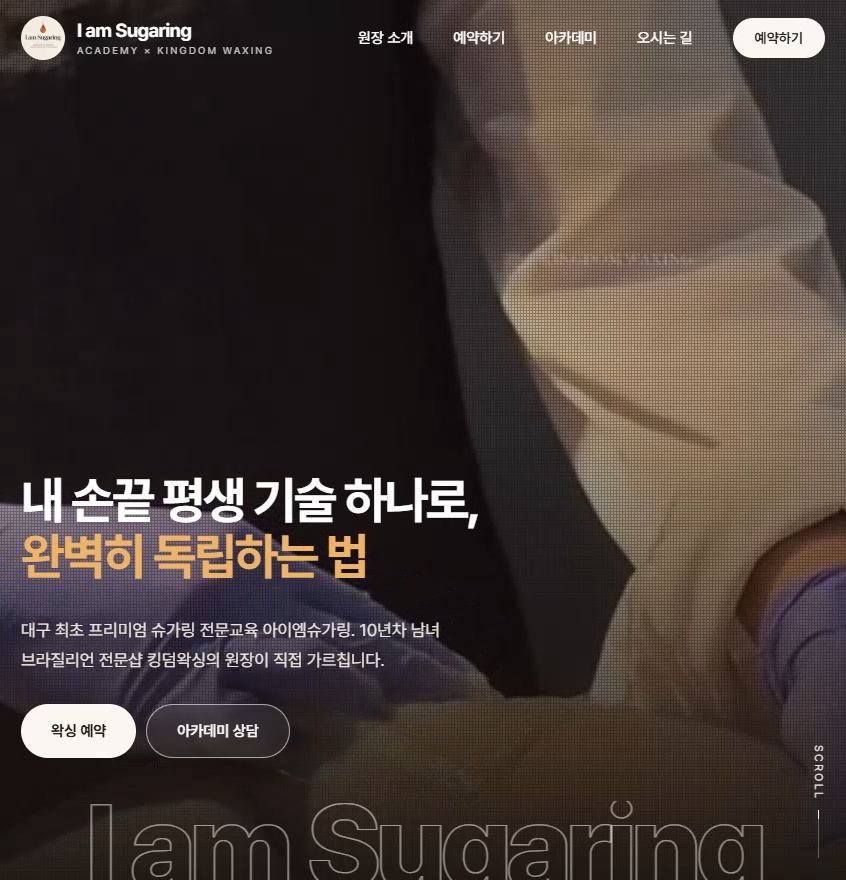 I am Sugaring
I am Sugaring
ACADEMY × KINGDOM WAXING
원장 소개
예약하기
아카데미
오시는 길
예약하기
KINGDOM WAXING
내 손끝 평생 기술 하나로,
완벽히 독립하는 법
대구 최초 프리미엄 슈가링 전문교육 아이엠슈가링. 10년차 남녀
브라질리언 전문샵 킹덤왁싱의 원장이 직접 가르칩니다.
왁싱 예약
아카데미 상담
SCROLL
I am Sugaring